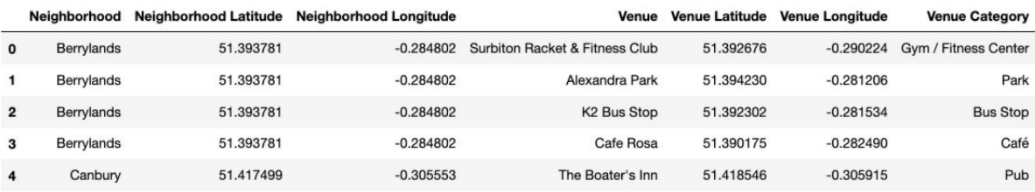 Neighborhood Neighborhood Latitude Neighborhood Longitude Venue Venue Latitude Venue Longitude Venue Category
0 Berrylands 51.393781 -0.284802 Surbiton Racket & Fitness Club 51.392676 -0.290224 Gym / Fitness Center
1 Berrylands 51.393781 -0.284802 Alexandra Park 51.394230 -0.281206 Park
2 Berrylands 51.393781 -0.284802 K2 Bus Stop 51.392302 -0.281534 Bus Stop
3 Berrylands 51.393781 -0.284802 Cafe Rosa 51.390175 -0.282490 Café
4 Canbury 51.417499 -0.305553 The Boater's Inn 51.418546 -0.305915 Pub